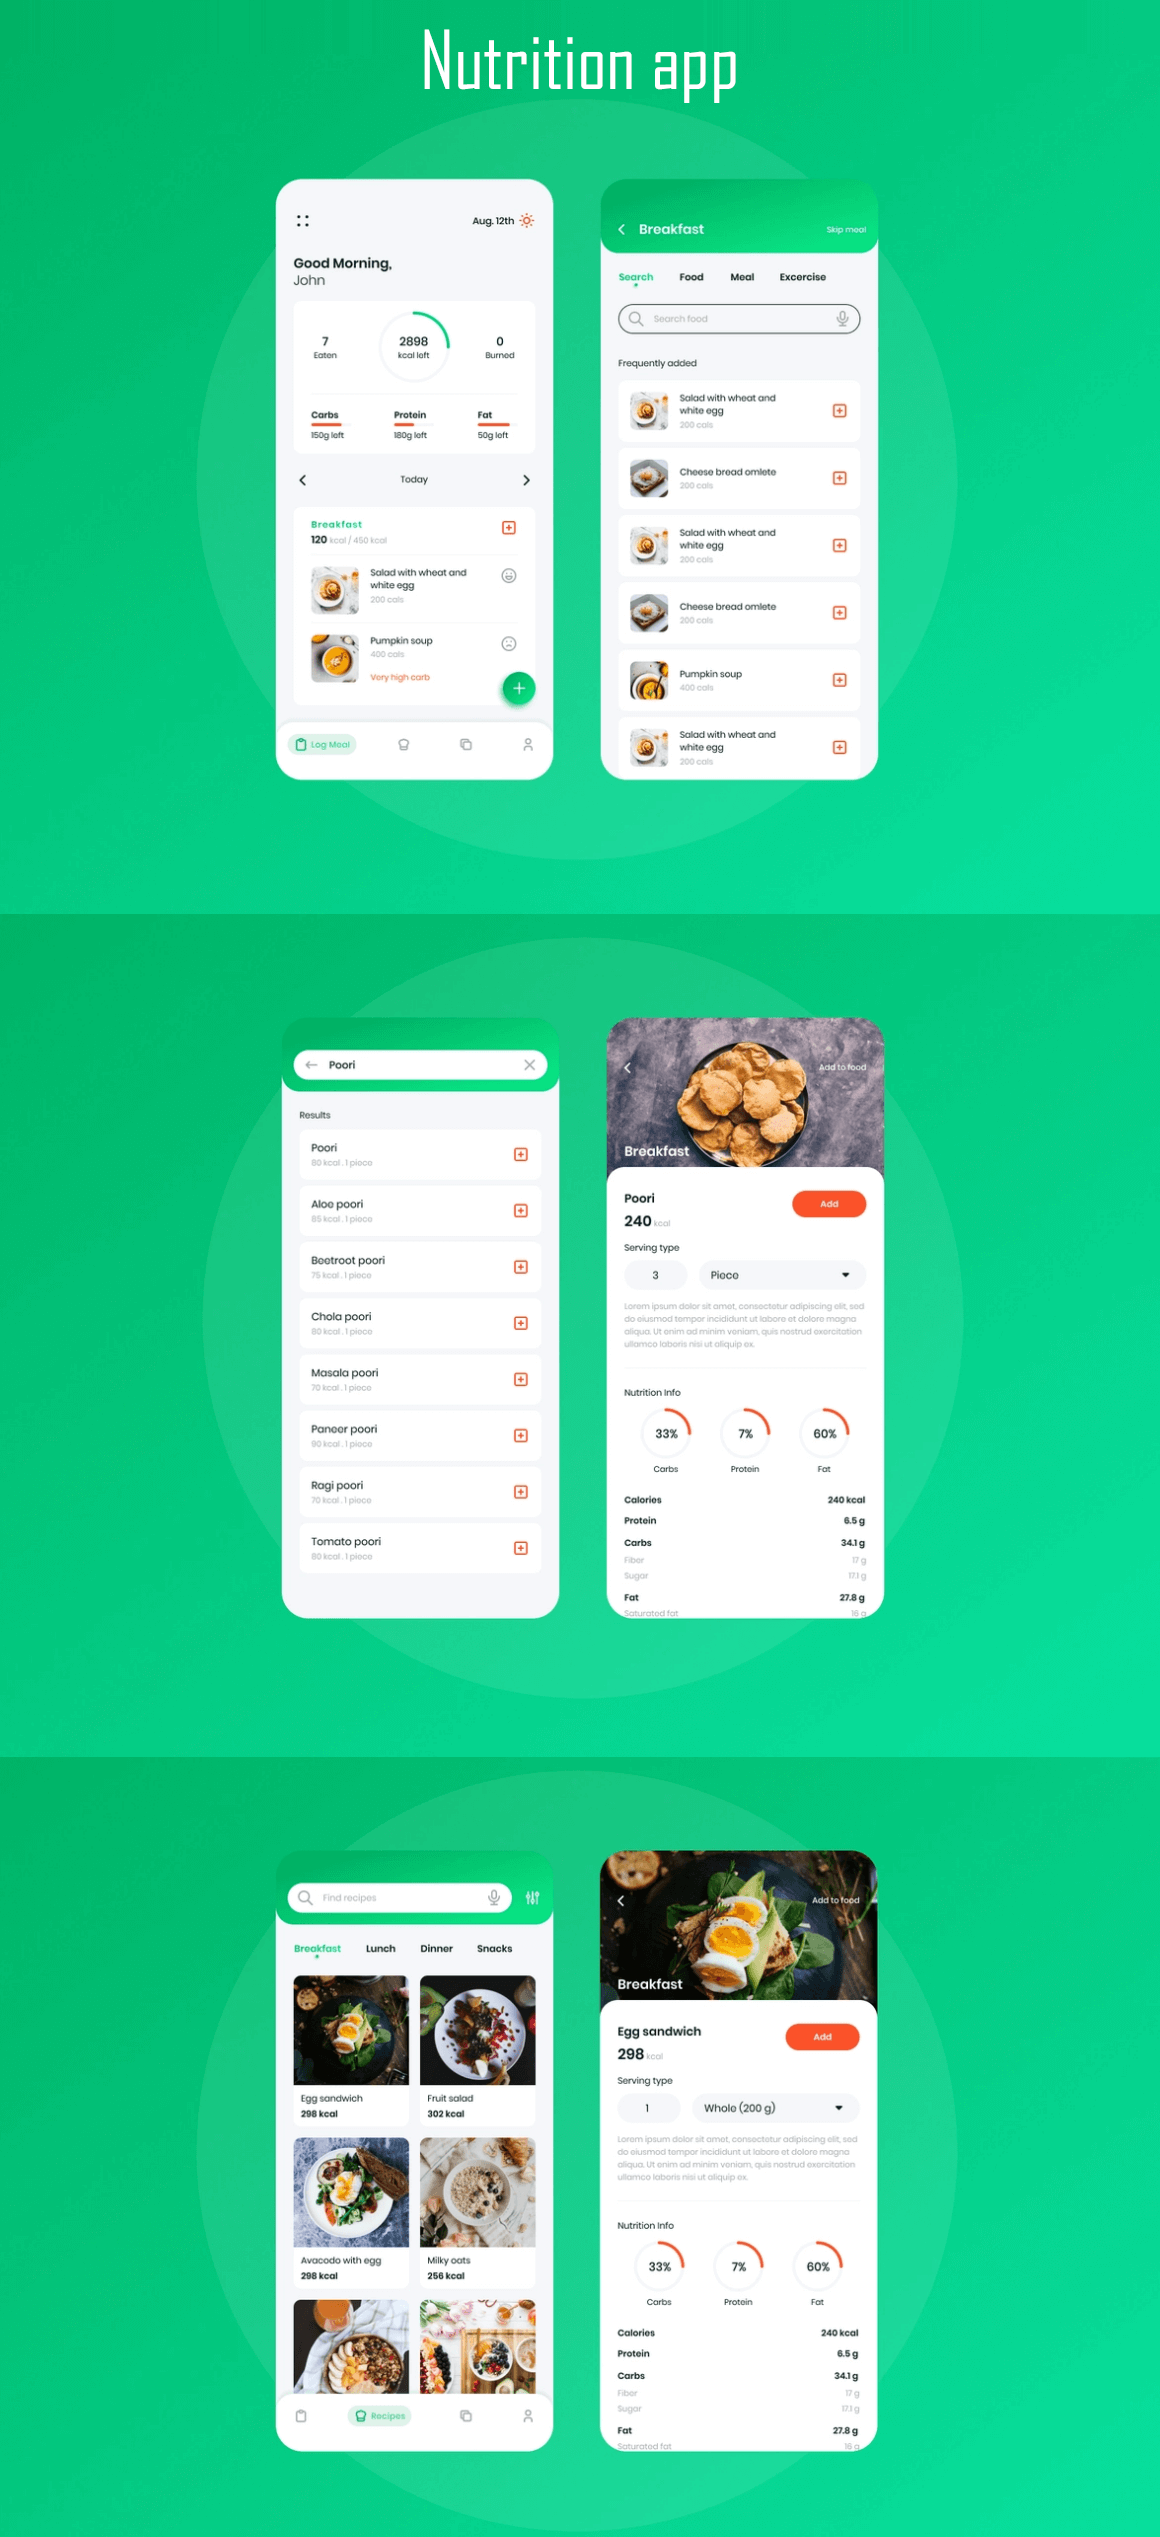 Nutrition app
Aug. 12th
Good Morning,
John
7
Eaten
2898
kcal left
0
Burned
Carbs
150g left
Protein
180g left
Fat
50g left
Today
Breakfast
120 kcal / 450 kcal
Salad with wheat and
white egg
200 cals
Pumpkin soup
400 cals
Very high carb
Log Meal
Breakfast
Skip meal
Search Food Meal Excercise
Search food
Frequently added
Salad with wheat and
white egg
200 cals
Cheese bread omlete
200 cals
Salad with wheat and
white egg
200 cals
Cheese bread omlete
200 cals
Pumpkin soup
400 cals
Salad with wheat and
white egg
200 cals
Poori
Results
Poori
80 kcal . 1 piece
Aloe poori
85 kcal . 1 piece
Beetroot poori
75 kcal . 1 piece
Chola poori
80 kcal . 1 piece
Masala poori
70 kcal . 1 piece
Paneer poori
90 kcal . 1 piece
Ragi poori
70 kcal . 1 piece
Tomato poori
80 kcal . 1 piece
Add to food
Breakfast
Poori
240 kcal
Add
Serving type
3 Piece
Lorem ipsum dolor sit amet, consectetur adipiscing elit, sed
do eiusmod tempor incididunt ut labore et dolore magna
aliqua. Ut enim ad minim veniam, quis nostrud exercitation
ullamco laboris nisi ut aliquip ex.
Nutrition Info
33% 7% 60%
Carbs Protein Fat
Calories 240 kcal
Protein 6.5 g
Carbs 34.1 g
Fiber 17 g
Sugar 17.1 g
Fat 27.8 g
Saturated fat 16 g
Find recipes
Breakfast Lunch Dinner Snacks
Egg sandwich
298 kcal
Fruit salad
302 kcal
Avacodo with egg
298 kcal
Milky oats
256 kcal
Recipes
Add to food
Breakfast
Egg sandwich
298 kcal
Add
Serving type
1 Whole (200 g)
Lorem ipsum dolor sit amet, consectetur adipiscing elit, sed
do eiusmod tempor incididunt ut labore et dolore magna
aliqua. Ut enim ad minim veniam, quis nostrud exercitation
ullamco laboris nisi ut aliquip ex.
Nutrition Info
33% 7% 60%
Carbs Protein Fat
Calories 240 kcal
Protein 6.5 g
Carbs 34.1 g
Fiber 17 g
Sugar 17.1 g
Fat 27.8 g
Saturated fat 16 g